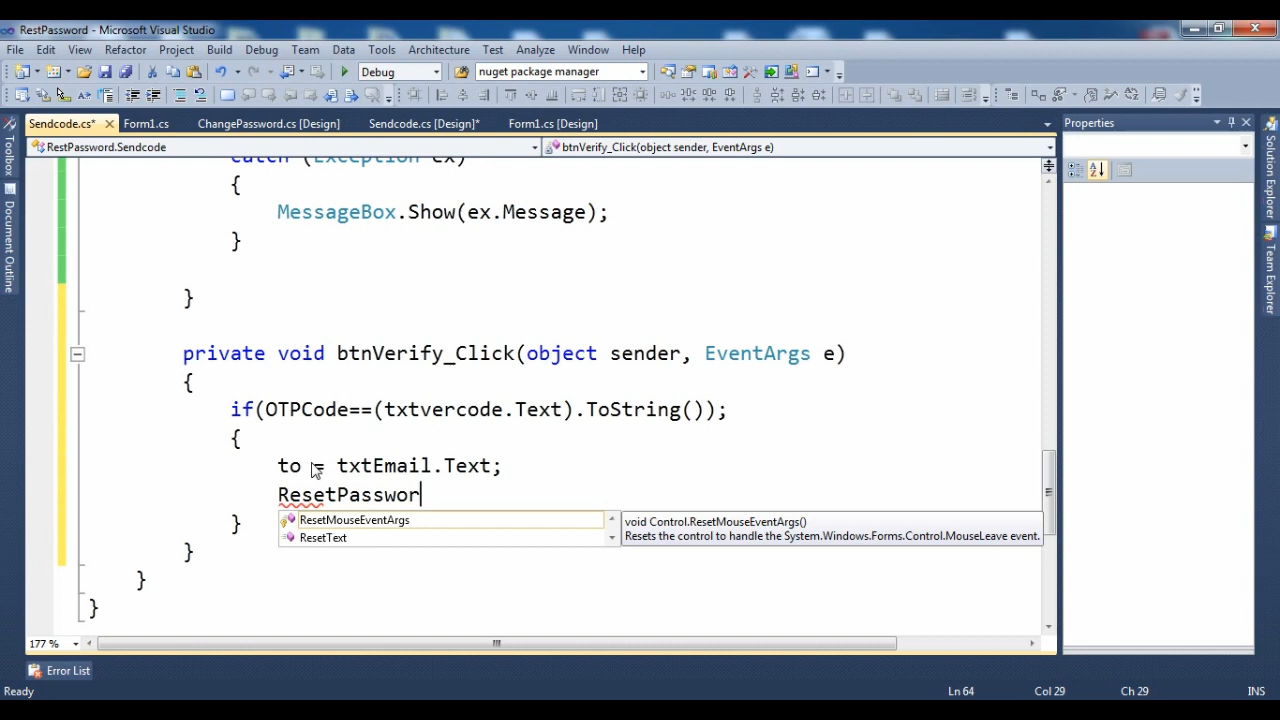 RestPassword - Microsoft Visual Studio
File Edit View Refactor Project Build Debug Team Data Tools Architecture Test Analyze Window Help
Debug nuget package manager
Sendcode.cs* Form1.cs ChangePassword.cs [Design] Sendcode.cs [Design]* Form1.cs [Design] Properties
RestPassword.Sendcode btnVerify_Click(object sender, EventArgs e)
catch (Exception ex)
{
MessageBox.Show(ex.Message);
}
}
private void btnVerify_Click(object sender, EventArgs e)
{
if(OTPCode==(txtvercode.Text).ToString());
{
to = txtEmail.Text;
ResetPasswor
ResetMouseEventArgs
ResetText
void Control.ResetMouseEventArgs()
Resets the control to handle the System.Windows.Forms.Control.MouseLeave event.
}
}
}
}
177 %
Error List
Ready Ln 64 Col 29 Ch 29 INS
Toolbox
Document Outline
Solution Explorer
Team Explorer